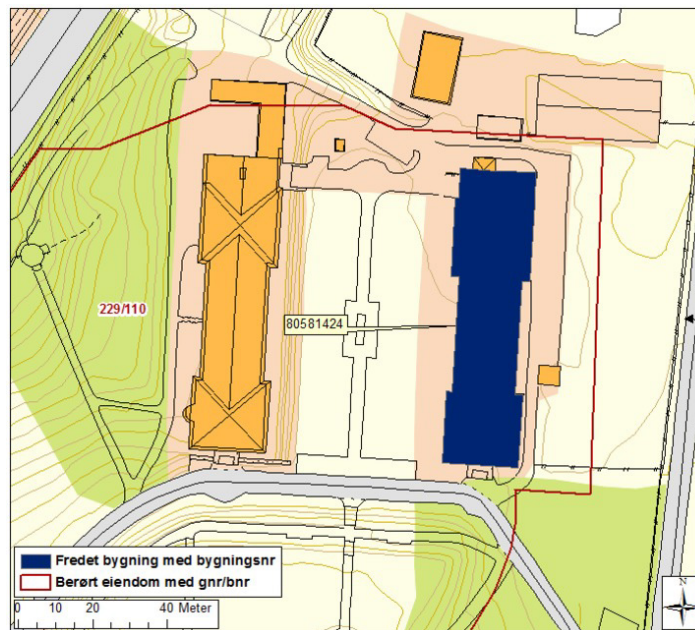 229/110
80581424
Fredet bygning med bygningsnr
Berørt eiendom med gnr/bnr
0 10 20 40 Meter
N